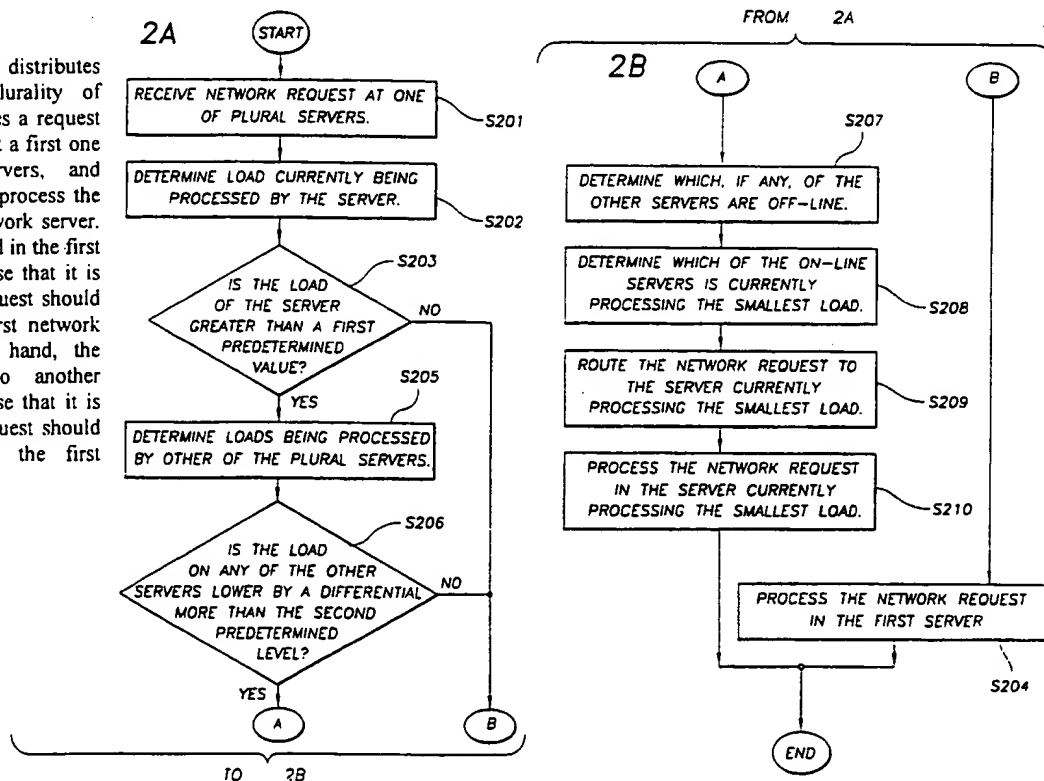 distributes
lurality of
es a request
a first one
rvers, and
process the
work server.
d in the first
se that it is
quest should
rst network
hand, the
o another
se that it is
quest should
the first
2A
START
RECEIVE NETWORK REQUEST AT ONE
OF PLURAL SERVERS.
S201
DETERMINE LOAD CURRENTLY BEING
PROCESSED BY THE SERVER.
S202
S203
IS THE LOAD
OF THE SERVER
GREATER THAN A FIRST
PREDETERMINED
VALUE?
NO
YES
S205
DETERMINE LOADS BEING PROCESSED
BY OTHER OF THE PLURAL SERVERS.
S206
IS THE LOAD
ON ANY OF THE OTHER
SERVERS LOWER BY A DIFFERENTIAL
MORE THAN THE SECOND
PREDETERMINED
LEVEL?
NO
YES
A
B
TO 2B
FROM 2A
2B
A
B
S207
DETERMINE WHICH, IF ANY, OF THE
OTHER SERVERS ARE OFF-LINE.
DETERMINE WHICH OF THE ON-LINE
SERVERS IS CURRENTLY
PROCESSING THE SMALLEST LOAD.
S208
ROUTE THE NETWORK REQUEST TO
THE SERVER CURRENTLY
PROCESSING THE SMALLEST LOAD.
S209
PROCESS THE NETWORK REQUEST
IN THE SERVER CURRENTLY
PROCESSING THE SMALLEST LOAD.
S210
PROCESS THE NETWORK REQUEST
IN THE FIRST SERVER
S204
END